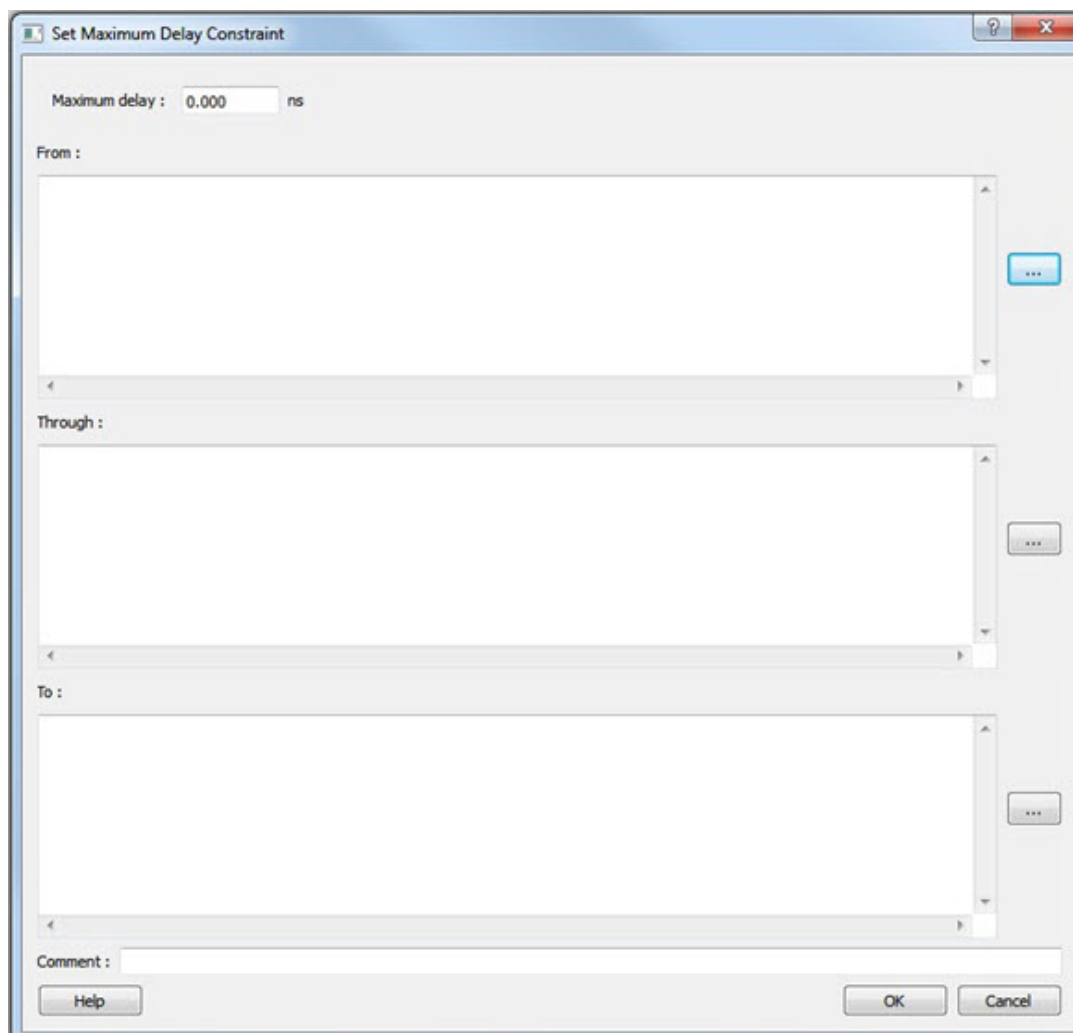 Set Maximum Delay Constraint
Maximum delay : 0.000 ns
From :
...
Through :
...
To :
...
Comment :
Help OK Cancel